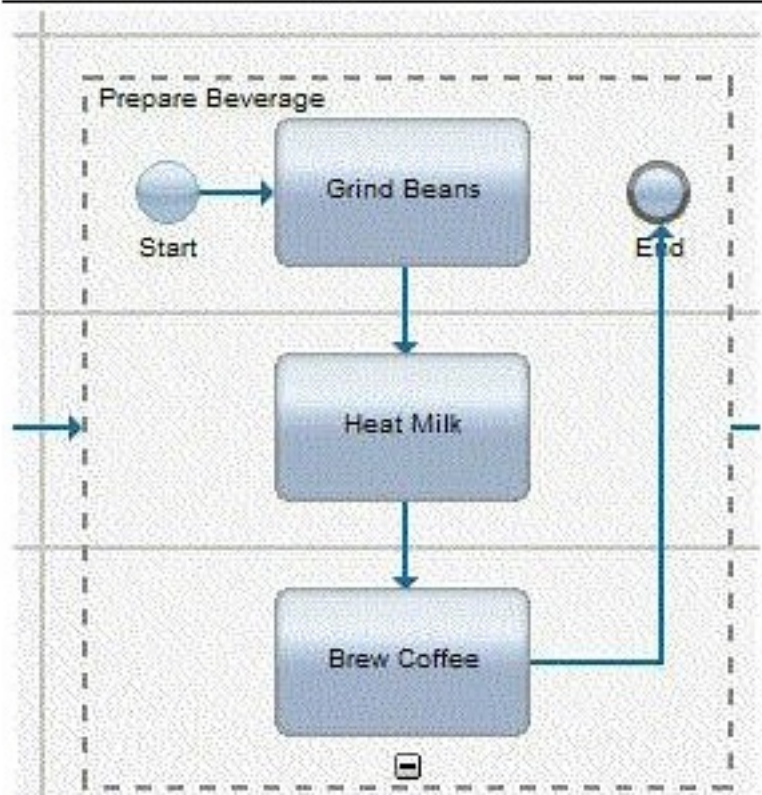 Prepare Beverage
Grind Beans
Start
End
Heat Milk
Brew Coffee